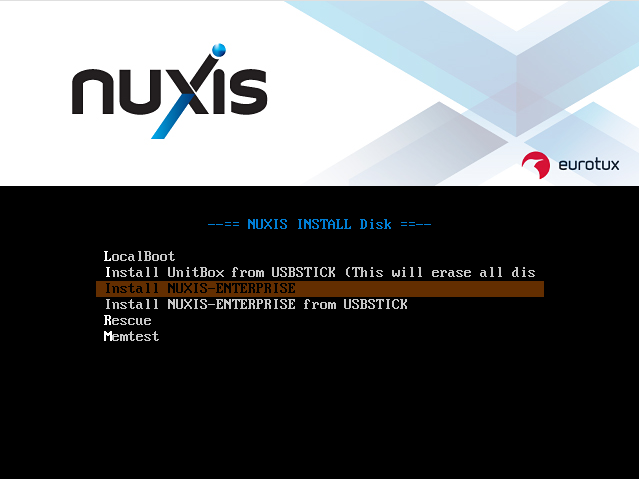 nuxis
eurotux
--== NUXIS INSTALL Disk ==--
LocalBoot
Install UnitBox from USBSTICK (This will erase all dis
Install NUXIS-ENTERPRISE
Install NUXIS-ENTERPRISE from USBSTICK
Rescue
Memtest